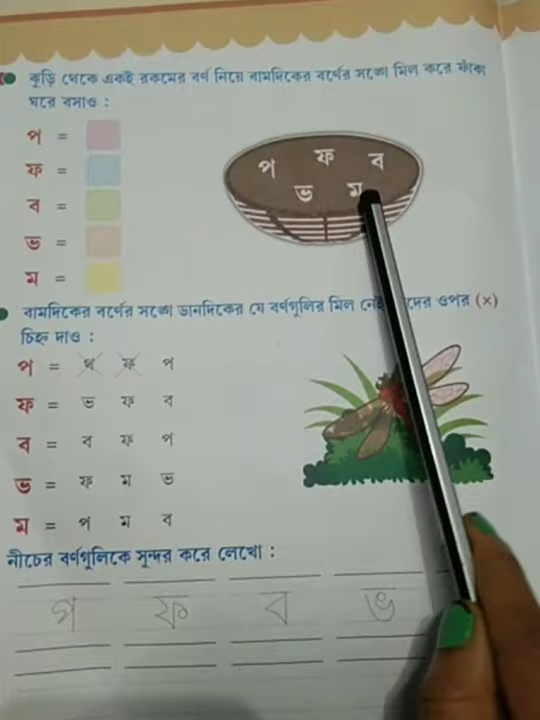 ঝুড়ি থেকে একই রকমের বর্ণ নিয়ে বামদিকের বর্ণের সঙ্গে মিল করে ফাঁকা
ঘরে বসাও :
প =
ফ =
ব =
ভ =
ম =
প ফ ব
ভ ম
বামদিকের বর্ণের সঙ্গে ডানদিকের যে বর্ণগুলির মিল ওপর (×)
চিহ্ন দাও :
প = থ ফ প
ফ = ভ ফ ব
ব = ব ফ প
ভ = ফ ম ভ
ম = প ম ব
নীচের বর্ণগুলিকে সুন্দর করে লেখো :
প ফ ব ভ